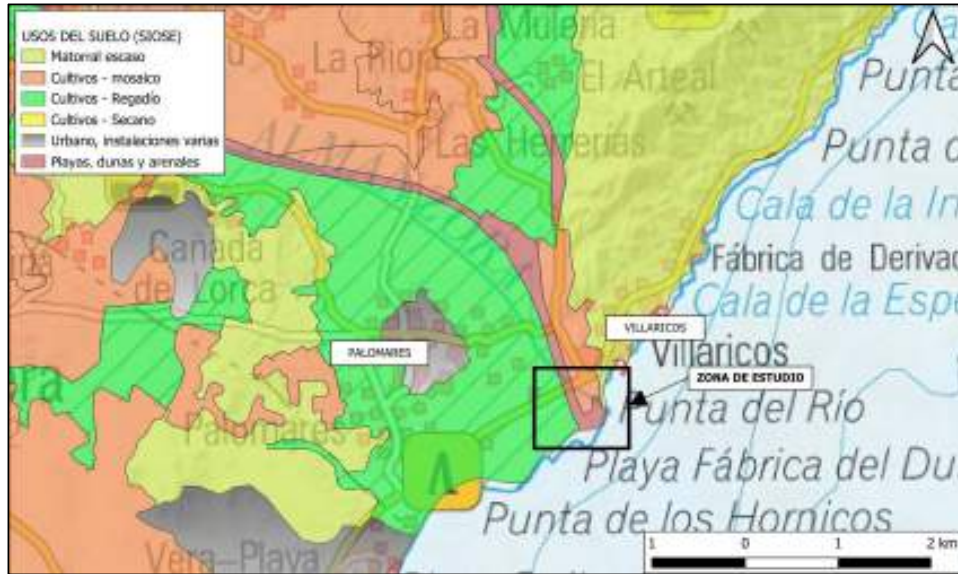 USOS DEL SUELO (SIOSE)
Matorral escaso
Cultivos - mosaico
Cultivos - Regadío
Cultivos - Secano
Urbano, instalaciones varias
Playas, dunas y arenales
La Mulería
La Rioja
El Arteal
Las Herrerías
Punta
Punta d
Cala de la In
Fábrica de Derivad
Cala de la Espe
Cañada
de Lorca
VILLARICOS
PALOMARES
Villaricos
ZONA DE ESTUDIO
Punta del Río
Palomares
Playa Fábrica del Du
Punta de los Hornicos
Vera-Playa
1 0 1 2 km